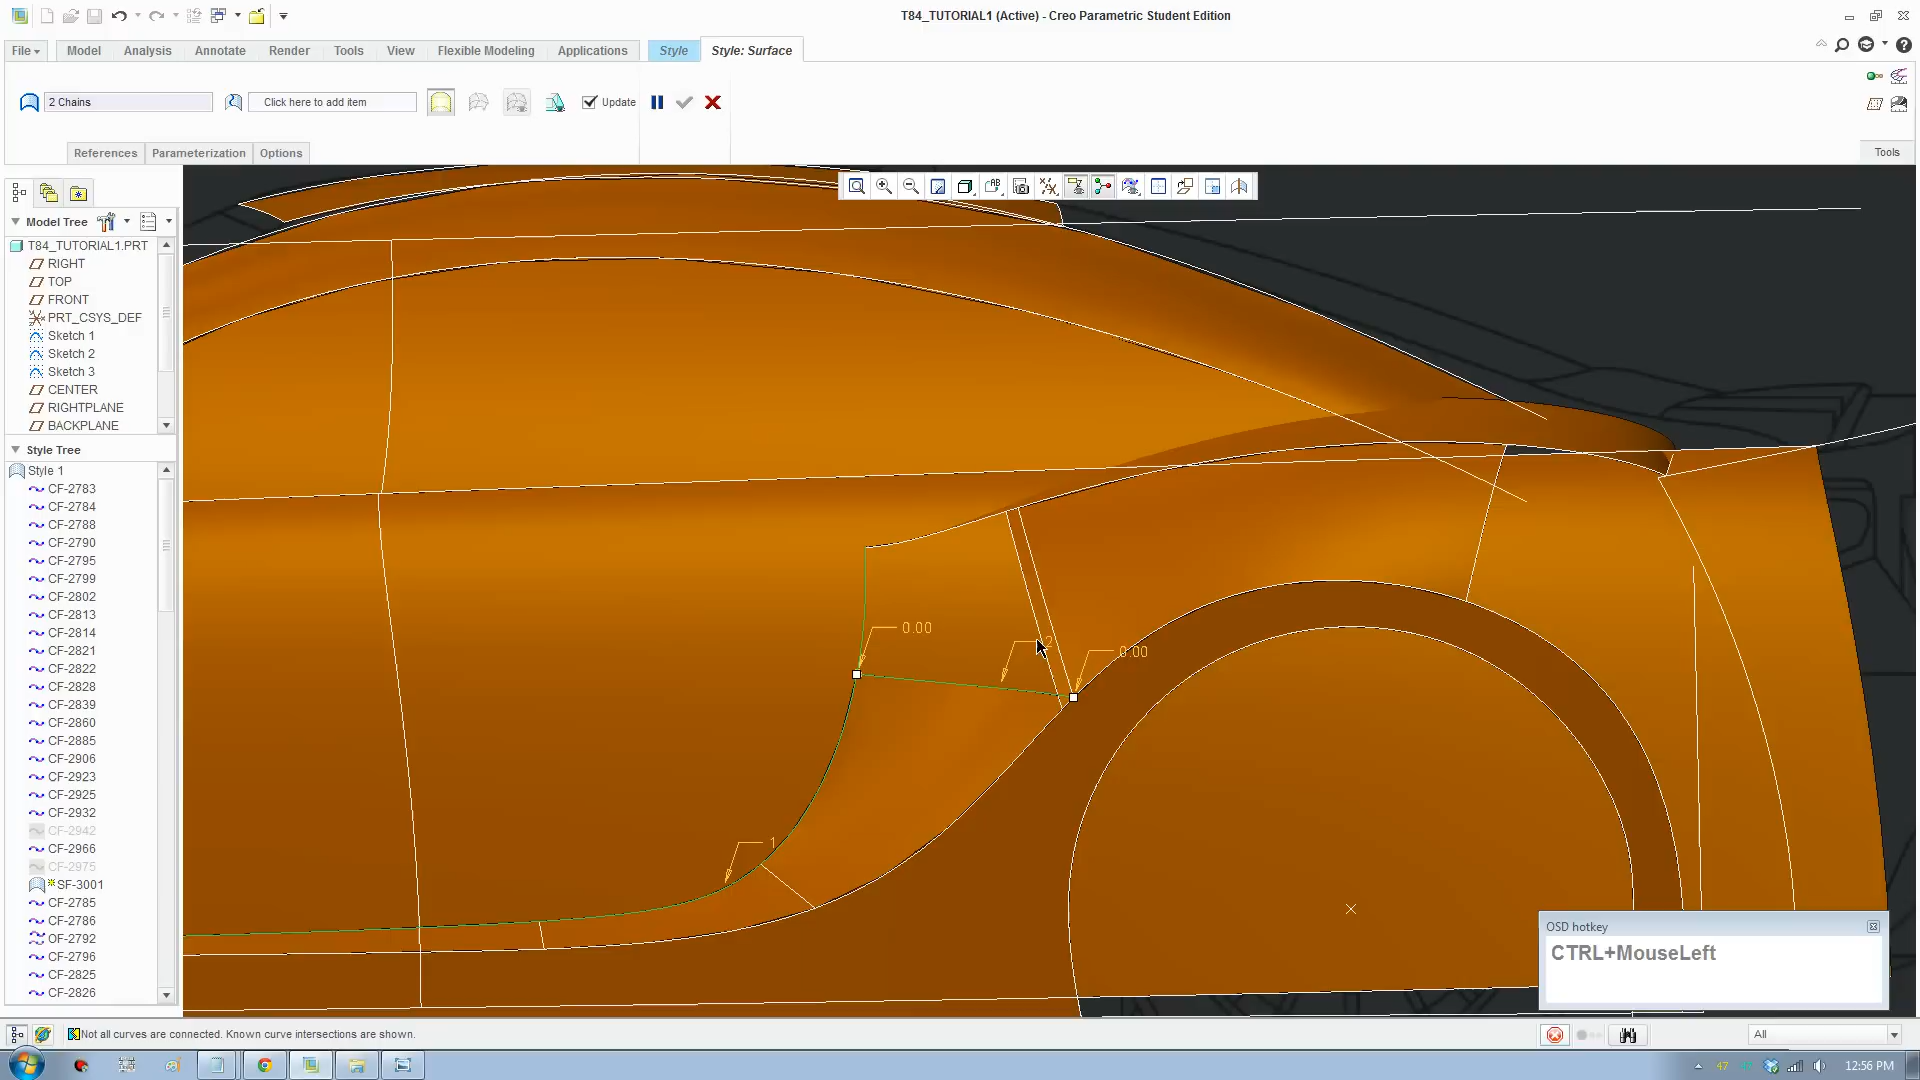 T84_TUTORIAL1 (Active) - Creo Parametric Student Edition
File Model Analysis Annotate Render Tools View Flexible Modeling Applications Style Style: Surface
2 Chains Click here to add item Update
References Parameterization Options Tools
Model Tree
T84_TUTORIAL1.PRT
RIGHT
TOP
FRONT
PRT_CSYS_DEF
Sketch 1
Sketch 2
Sketch 3
CENTER
RIGHTPLANE
BACKPLANE
Style Tree
Style 1
CF-2783
CF-2784
CF-2788
CF-2790
CF-2795
CF-2799
CF-2802
CF-2813
CF-2814
CF-2821
CF-2822
CF-2828
CF-2839
CF-2860
CF-2885
CF-2906
CF-2923
CF-2925
CF-2932
CF-2942
CF-2966
CF-2975
SF-3001
CF-2785
CF-2786
OF-2792
CF-2796
CF-2825
CF-2826
0.00
2
0.00
1
OSD hotkey
CTRL+MouseLeft
Not all curves are connected. Known curve intersections are shown.
All
47
12:56 PM